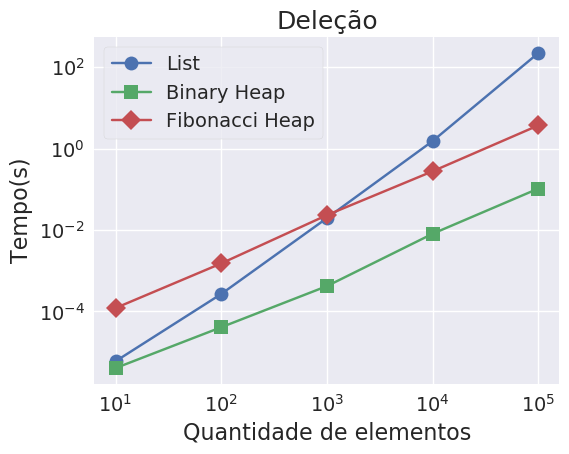 Deleção
List
Binary Heap
Fibonacci Heap
Tempo(s)
10²
10⁰
10⁻²
10⁻⁴
10¹ 10² 10³ 10⁴ 10⁵
Quantidade de elementos